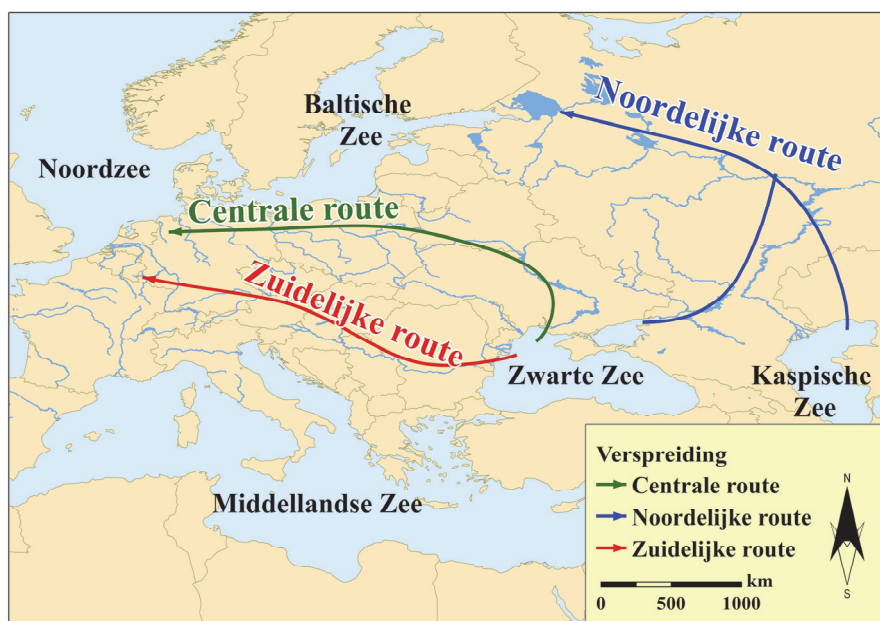 Baltische
Zee
Noordelijke route
Noordzee
Centrale route
Zuidelijke route
Zwarte Zee
Kaspische
Zee
Middellandse Zee
Verspreiding
Centrale route
Noordelijke route
Zuidelijke route
N
S
km
0 500 1000